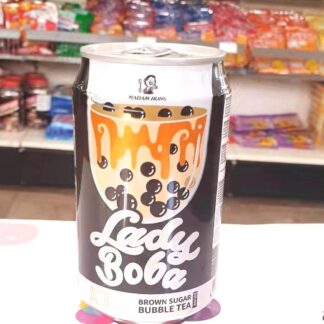 MADAM HONG
Lady
Boba
BROWN SUGAR
BUBBLE TEA